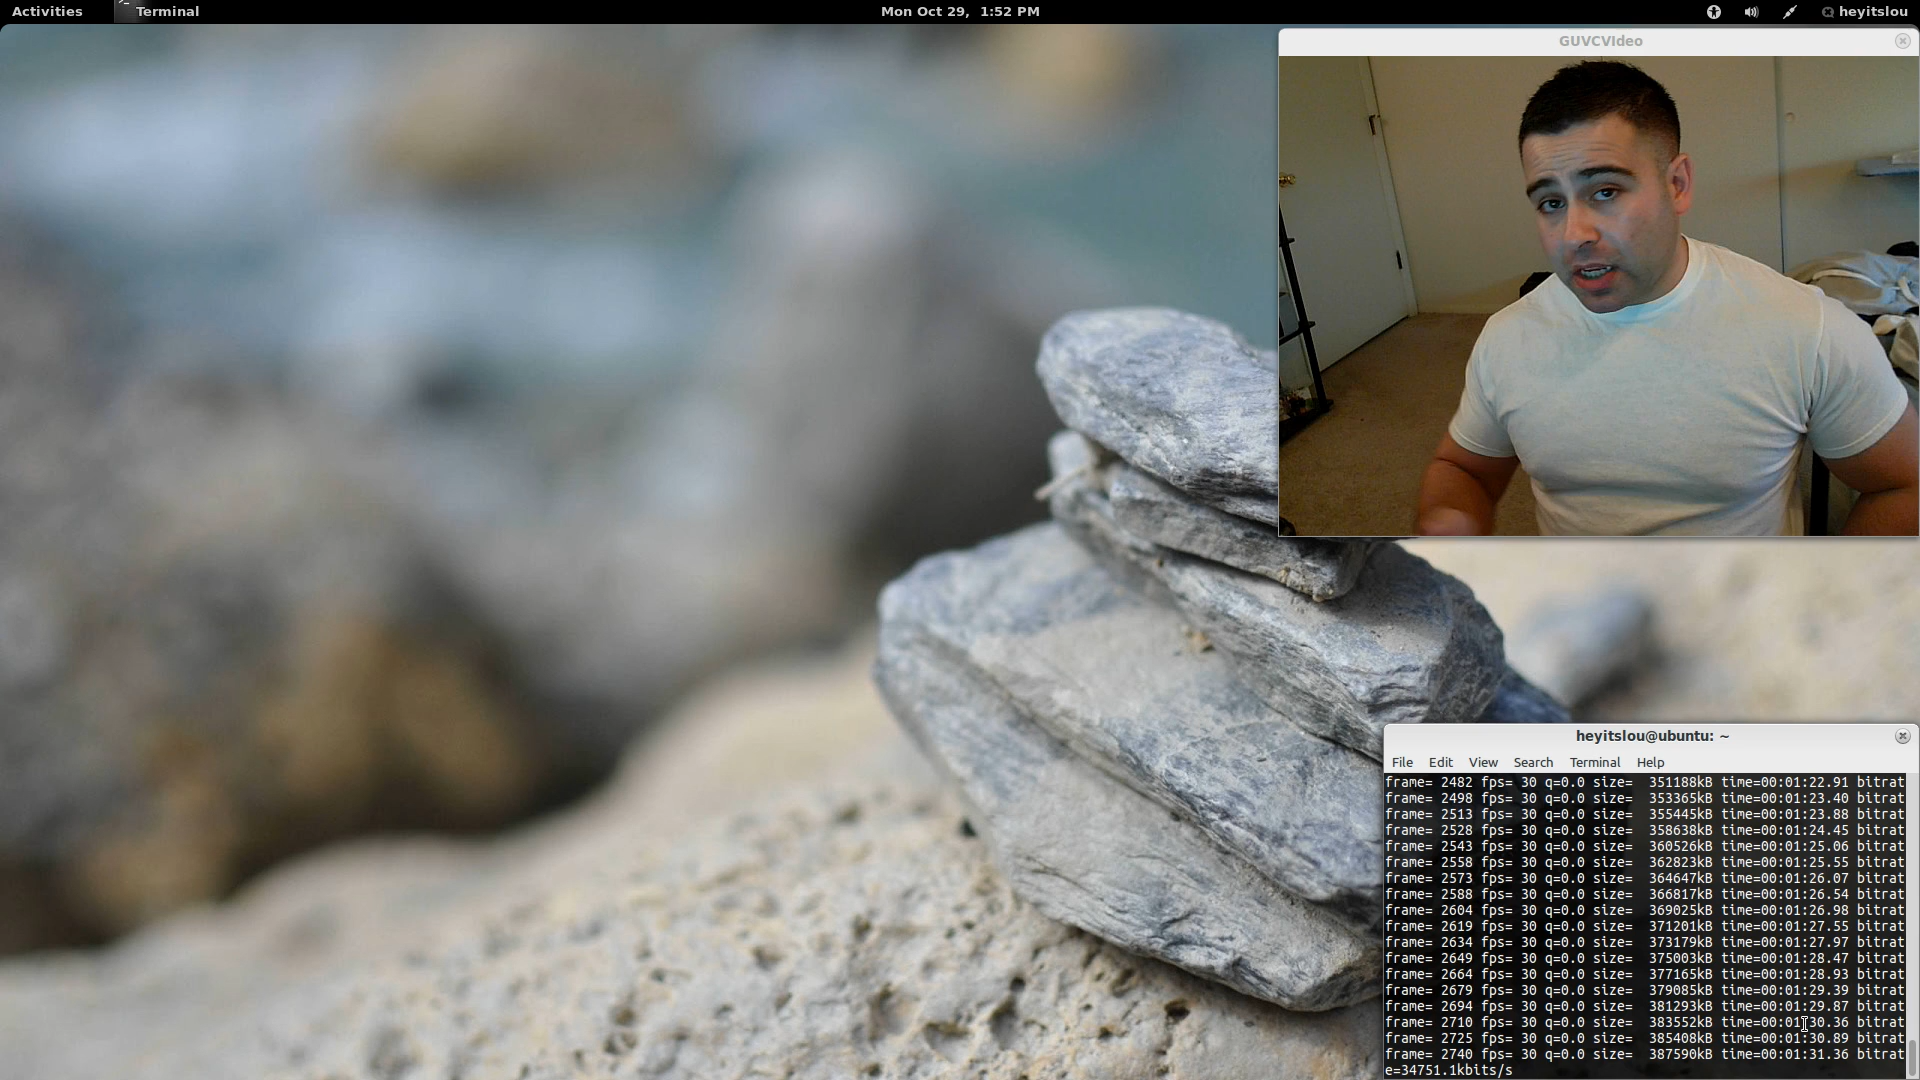 Activities
Terminal
Mon Oct 29, 1:52 PM
heyitslou
GUVCVIdeo
heyitslou@ubuntu: ~
File Edit View Search Terminal Help
frame= 2482 fps= 30 q=0.0 size=  351188kB time=00:01:22.91 bitrat
frame= 2498 fps= 30 q=0.0 size=  353365kB time=00:01:23.40 bitrat
frame= 2513 fps= 30 q=0.0 size=  355445kB time=00:01:23.88 bitrat
frame= 2528 fps= 30 q=0.0 size=  358638kB time=00:01:24.45 bitrat
frame= 2543 fps= 30 q=0.0 size=  360526kB time=00:01:25.06 bitrat
frame= 2558 fps= 30 q=0.0 size=  362823kB time=00:01:25.55 bitrat
frame= 2573 fps= 30 q=0.0 size=  364647kB time=00:01:26.07 bitrat
frame= 2588 fps= 30 q=0.0 size=  366817kB time=00:01:26.54 bitrat
frame= 2604 fps= 30 q=0.0 size=  369025kB time=00:01:26.98 bitrat
frame= 2619 fps= 30 q=0.0 size=  371201kB time=00:01:27.55 bitrat
frame= 2634 fps= 30 q=0.0 size=  373179kB time=00:01:27.97 bitrat
frame= 2649 fps= 30 q=0.0 size=  375003kB time=00:01:28.47 bitrat
frame= 2664 fps= 30 q=0.0 size=  377165kB time=00:01:28.93 bitrat
frame= 2679 fps= 30 q=0.0 size=  379085kB time=00:01:29.39 bitrat
frame= 2694 fps= 30 q=0.0 size=  381293kB time=00:01:29.87 bitrat
frame= 2710 fps= 30 q=0.0 size=  383552kB time=00:01:30.36 bitrat
frame= 2725 fps= 30 q=0.0 size=  385408kB time=00:01:30.89 bitrat
frame= 2740 fps= 30 q=0.0 size=  387590kB time=00:01:31.36 bitrat
e=34751.1kbits/s